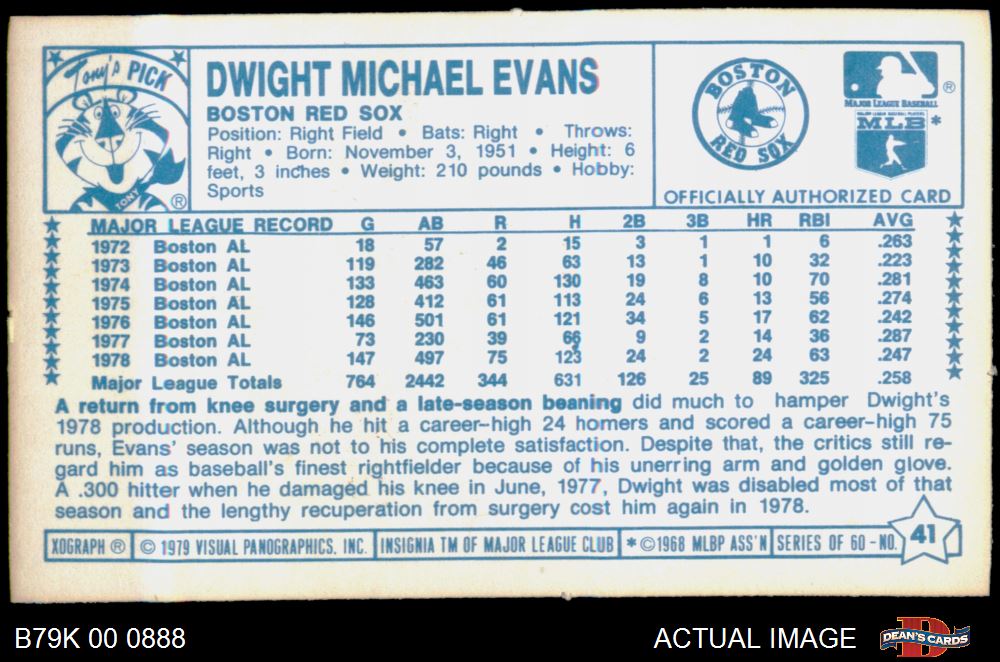 Tony's PICK
TONY
®
DWIGHT MICHAEL EVANS
BOSTON RED SOX
Position: Right Field • Bats: Right • Throws:
Right • Born: November 3, 1951 • Height: 6
feet, 3 inches • Weight: 210 pounds • Hobby:
Sports
BOSTON
RED SOX
®
MAJOR LEAGUE BASEBALL
MAJOR LEAGUE BASEBALL PLAYERS
MLB *
OFFICIALLY AUTHORIZED CARD
MAJOR LEAGUE RECORD G AB R H 2B 3B HR RBI AVG
1972 Boston AL 18 57 2 15 3 1 1 6 .263
1973 Boston AL 119 282 46 63 13 1 10 32 .223
1974 Boston AL 133 463 60 130 19 8 10 70 .281
1975 Boston AL 128 412 61 113 24 6 13 56 .274
1976 Boston AL 146 501 61 121 34 5 17 62 .242
1977 Boston AL 73 230 39 66 9 2 14 36 .287
1978 Boston AL 147 497 75 123 24 2 24 63 .247
Major League Totals 764 2442 344 631 126 25 89 325 .258
A return from knee surgery and a late-season beaning did much to hamper Dwight's
1978 production. Although he hit a career-high 24 homers and scored a career-high 75
runs, Evans' season was not to his complete satisfaction. Despite that, the critics still re-
gard him as baseball's finest rightfielder because of his unerring arm and golden glove.
A .300 hitter when he damaged his knee in June, 1977, Dwight was disabled most of that
season and the lengthy recuperation from surgery cost him again in 1978.
XOGRAPH ® © 1979 VISUAL PANOGRAPHICS. INC. INSIGNIA TM OF MAJOR LEAGUE CLUB * ©1968 MLBP ASS'N SERIES OF 60 - NO. 41
B79K 00 0888 ACTUAL IMAGE DEAN'S CARDS